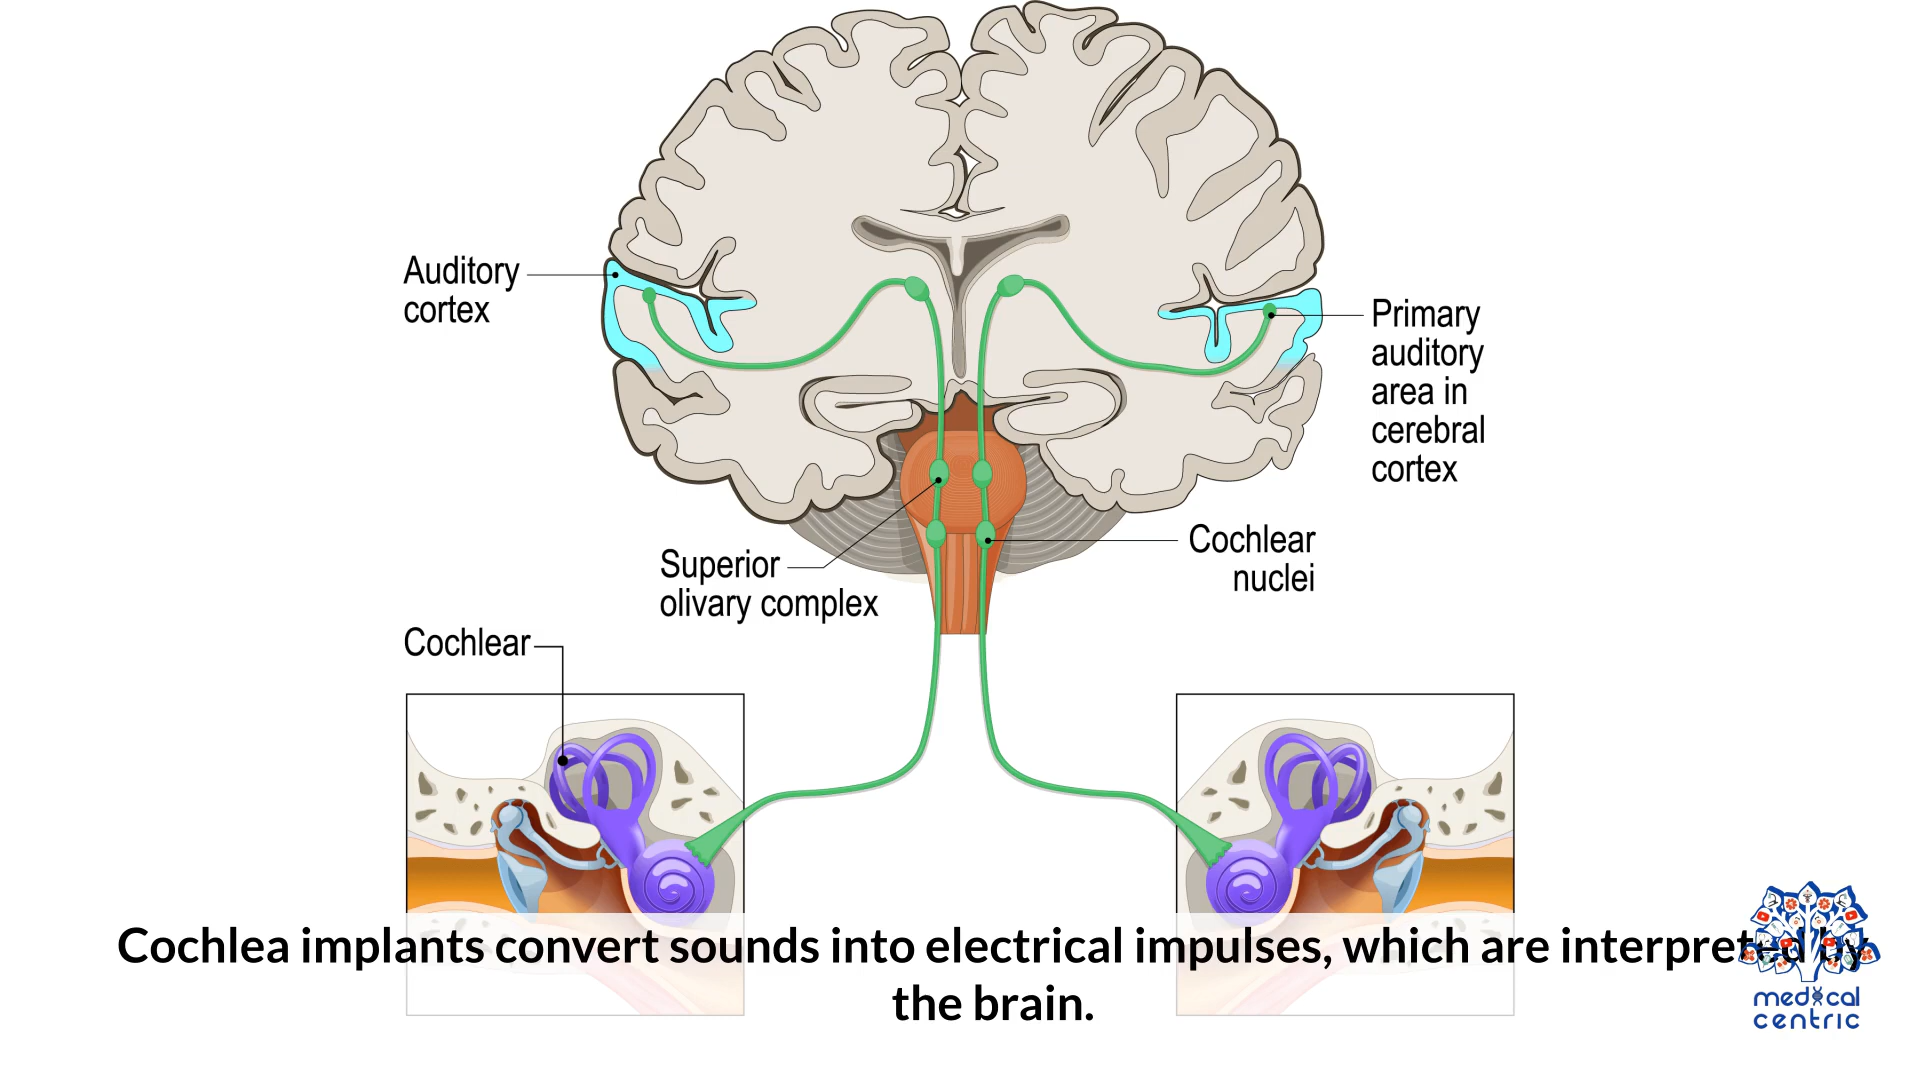 Auditory
cortex
Primary
auditory
area in
cerebral
cortex
Superior
olivary complex
Cochlear
nuclei
Cochlear
Cochlea implants convert sounds into electrical impulses, which are interpreted by
the brain.
medical
centric